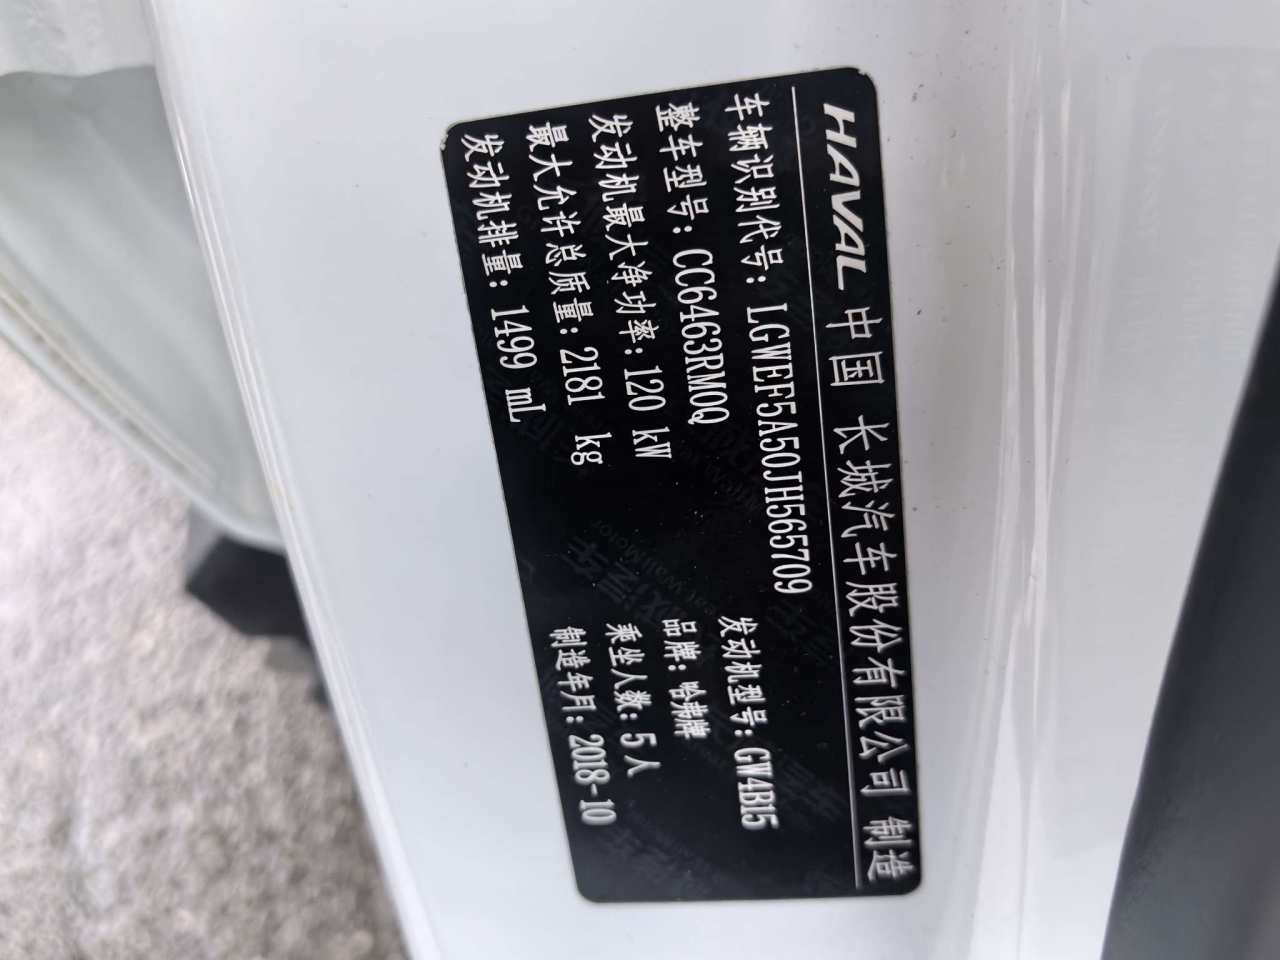 HAVAL 中国 长城汽车股份有限公司 制造
车辆识别代号：LGWEF5A50JH565709
整车型号：CC6463RM0Q 发动机型号：GW4B15
发动机最大净功率：120 kW 品牌：哈弗牌
最大允许总质量：2181 kg 乘坐人数：5人
发动机排量：1499 mL 制造年月：2018-10